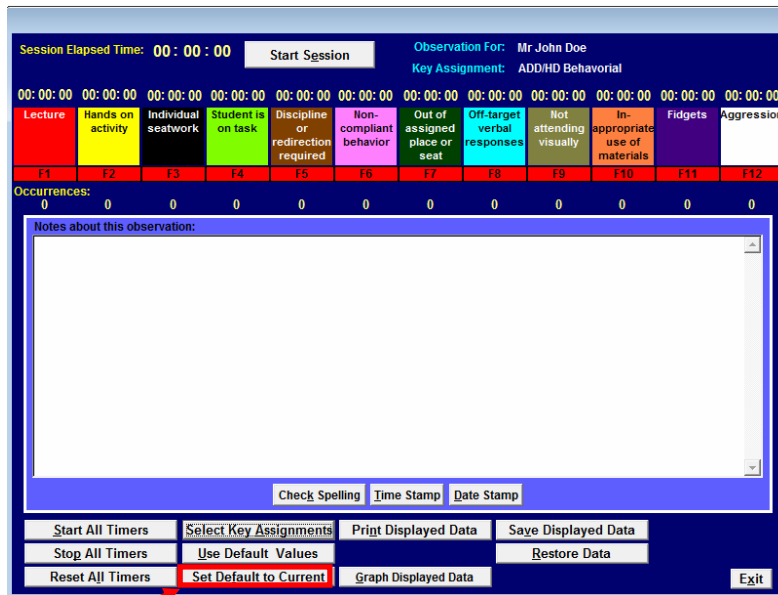 Session Elapsed Time: 00: 00 : 00 Start Session Observation For: Mr John Doe
Key Assignment: ADD/HD Behavorial
00: 00: 00 00: 00: 00 00: 00: 00 00: 00: 00 00: 00: 00 00: 00: 00 00: 00: 00 00: 00: 00 00: 00: 00 00: 00: 00 00: 00: 00 00: 00: 00
Lecture
Hands on
activity
Individual
seatwork
Student is
on task
Discipline
or
redirection
required
Non-
compliant
behavior
Out of
assigned
place or
seat
Off-target
verbal
responses
Not
attending
visually
In-
appropriate
use of
materials
Fidgets
Aggression
F1 F2 F3 F4 F5 F6 F7 F8 F9 F10 F11 F12
Occurrences:
0 0 0 0 0 0 0 0 0 0 0 0
Notes about this observation:
Check Spelling Time Stamp Date Stamp
Start All Timers Select Key Assignments Print Displayed Data Save Displayed Data
Stop All Timers Use Default Values Restore Data
Reset All Timers Set Default to Current Graph Displayed Data Exit